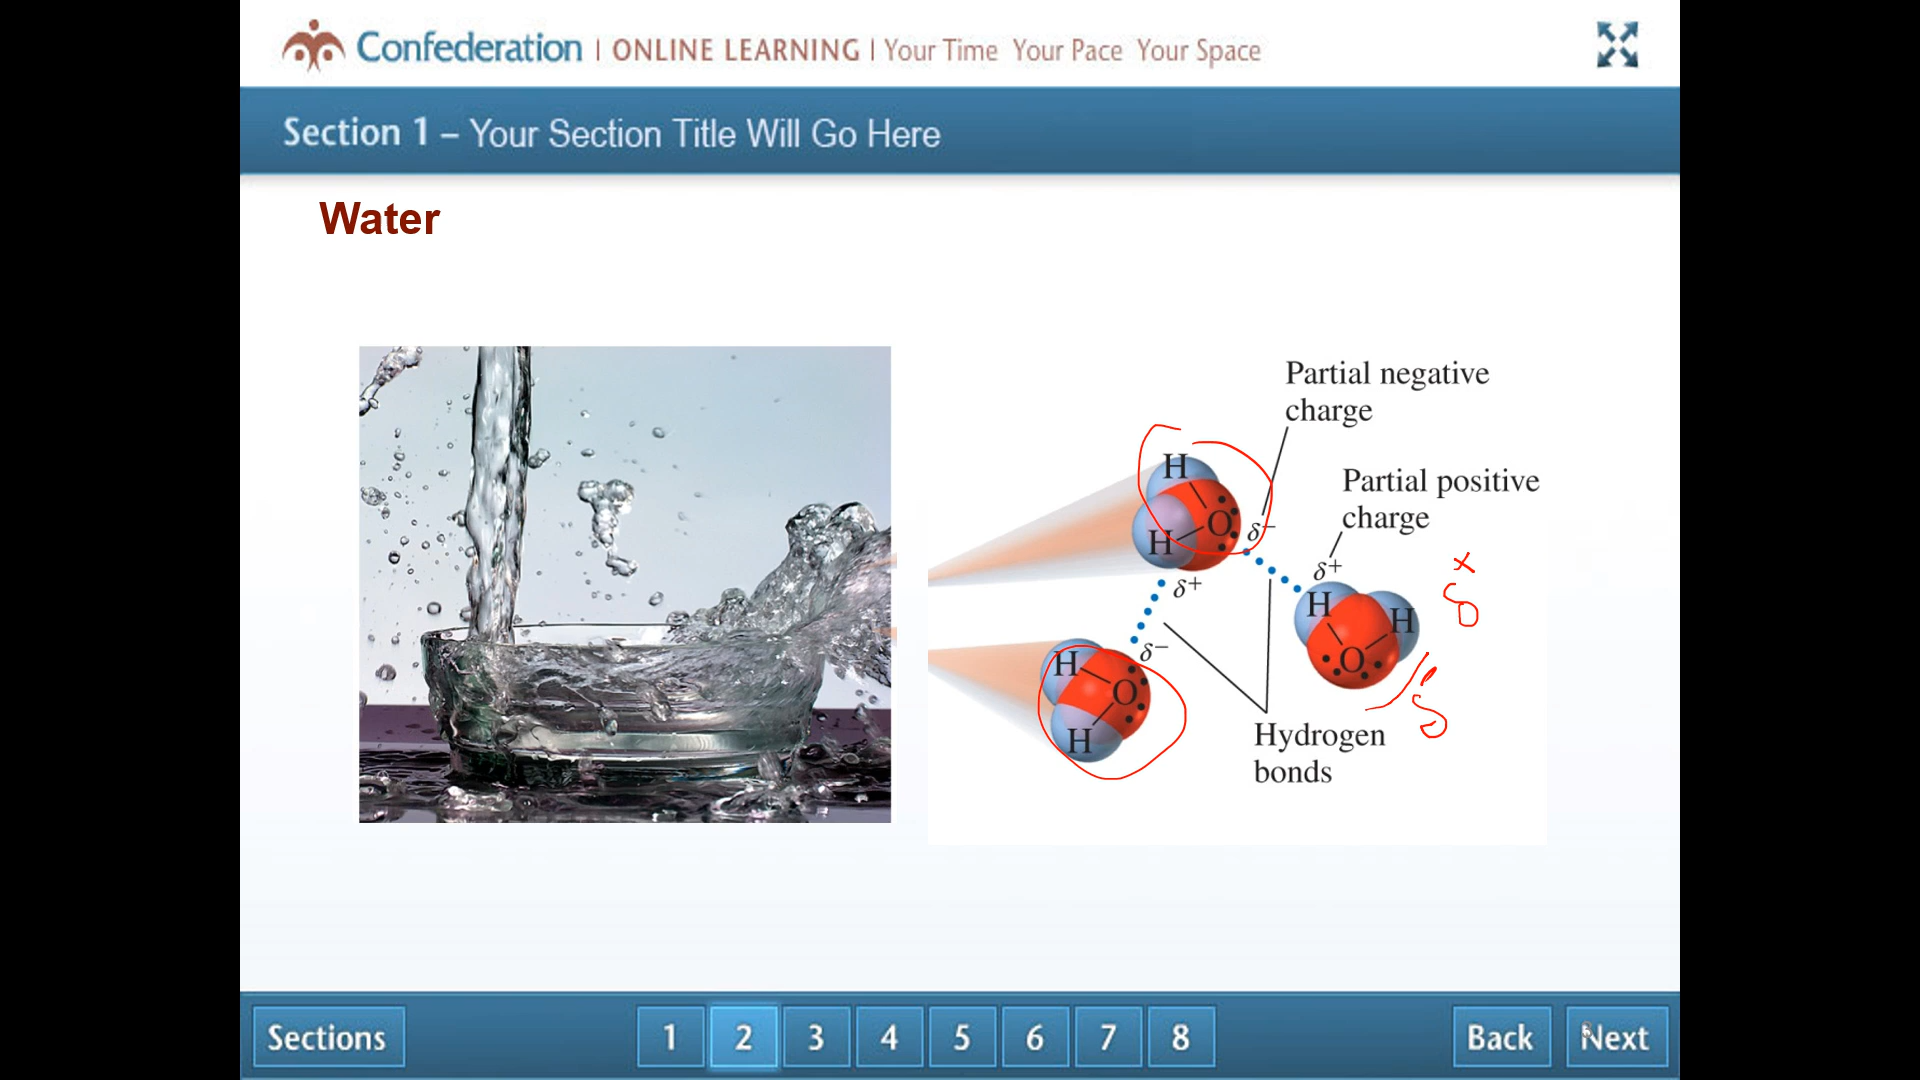 Confederation | ONLINE LEARNING | Your Time Your Pace Your Space
Section 1 – Your Section Title Will Go Here
Water
Partial negative
charge
Partial positive
charge
H
O
H
δ−
δ+
δ+
H
H
O
δ−
H
O
H
δ
δ
Hydrogen
bonds
Sections
1 2 3 4 5 6 7 8
Back
Next